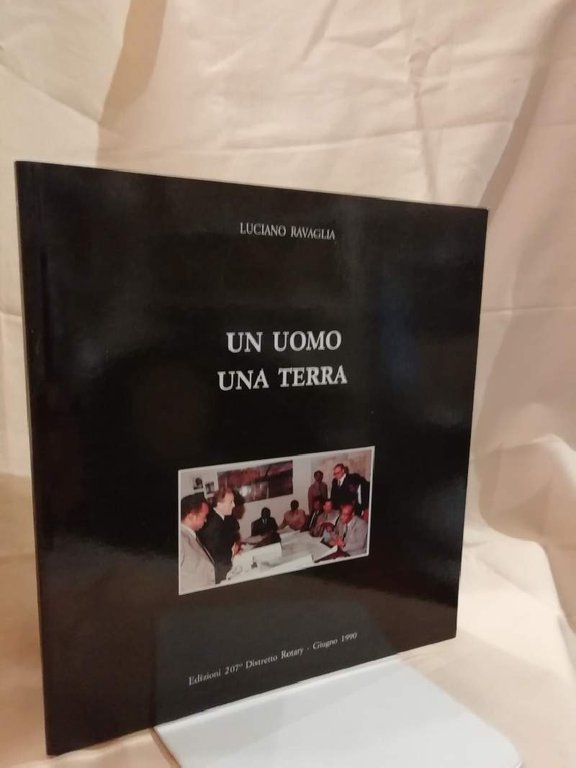 LUCIANO RAVAGLIA
UN UOMO
UNA TERRA
Edizioni 207° Distretto Rotary - Giugno 1990